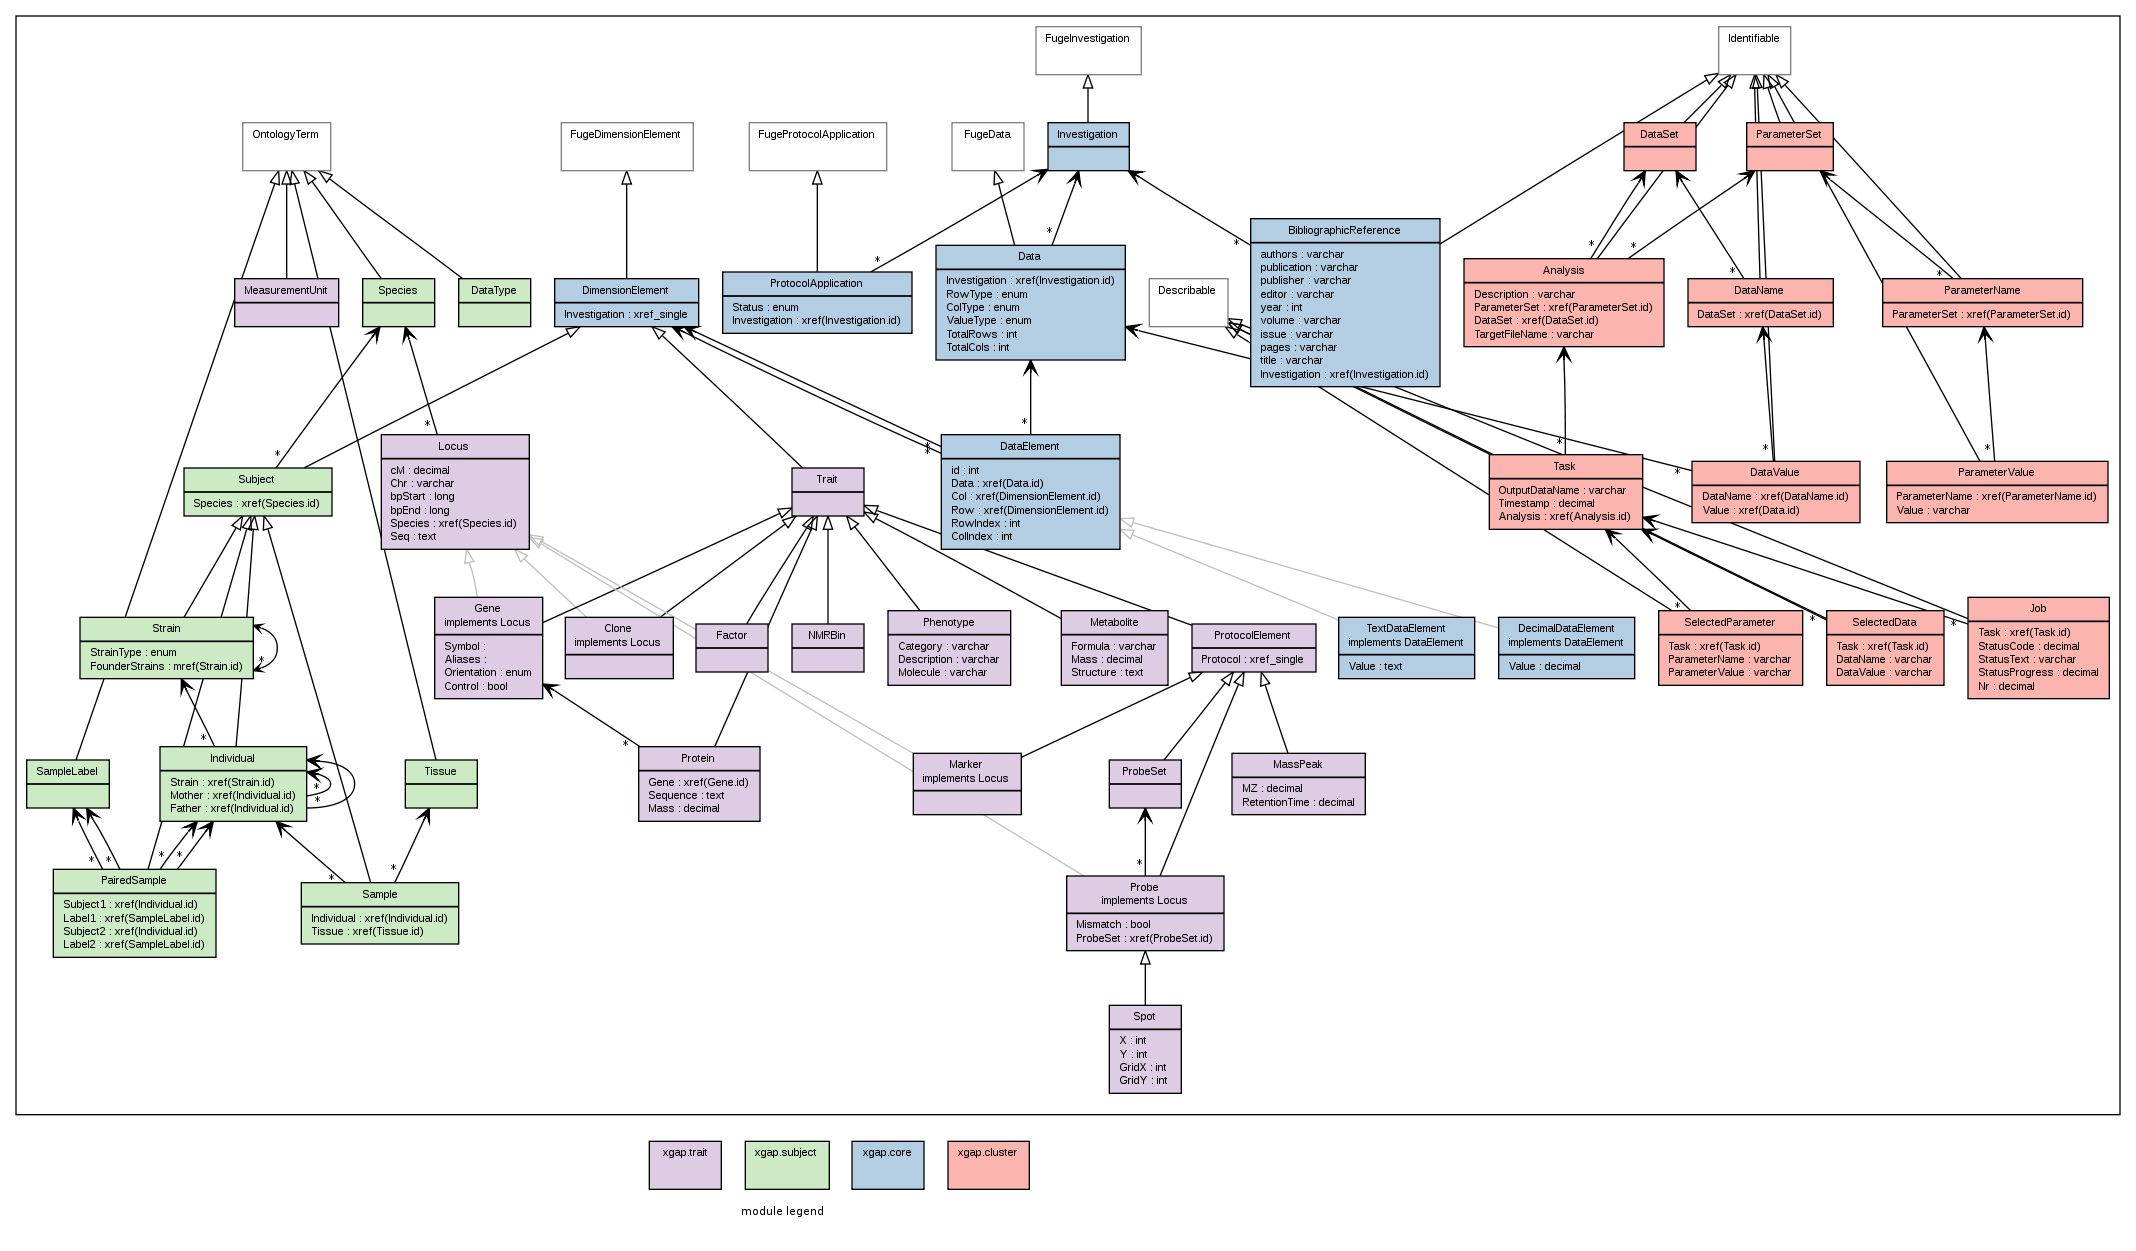 FugeInvestigation
Identifiable
OntologyTerm
FugeDimensionElement
FugeProtocolApplication
FugeData
Investigation
DataSet
ParameterSet
MeasurementUnit
Species
DataType
DimensionElement
Investigation : xref_single
ProtocolApplication
Status : enum
Investigation : xref(Investigation.id)
Data
Investigation : xref(Investigation.id)
RowType : enum
ColType : enum
ValueType : enum
TotalRows : int
TotalCols : int
Describable
BibliographicReference
authors : varchar
publication : varchar
publisher : varchar
editor : varchar
year : int
volume : varchar
issue : varchar
pages : varchar
title : varchar
Investigation : xref(Investigation.id)
Analysis
Description : varchar
ParameterSet : xref(ParameterSet.id)
DataSet : xref(DataSet.id)
TargetFileName : varchar
DataName
DataSet : xref(DataSet.id)
ParameterName
ParameterSet : xref(ParameterSet.id)
Subject
Species : xref(Species.id)
Locus
cM : decimal
Chr : varchar
bpStart : long
bpEnd : long
Species : xref(Species.id)
Seq : text
Trait
DataElement
id : int
Data : xref(Data.id)
Col : xref(DimensionElement.id)
Row : xref(DimensionElement.id)
RowIndex : int
ColIndex : int
Task
OutputDataName : varchar
Timestamp : decimal
Analysis : xref(Analysis.id)
DataValue
DataName : xref(DataName.id)
Value : xref(Data.id)
ParameterValue
ParameterName : xref(ParameterName.id)
Value : varchar
Strain
StrainType : enum
FounderStrains : mref(Strain.id)
Gene
implements Locus
Symbol :
Aliases :
Orientation : enum
Control : bool
Clone
implements Locus
Factor
NMRBin
Phenotype
Category : varchar
Description : varchar
Molecule : varchar
Metabolite
Formula : varchar
Mass : decimal
Structure : text
ProtocolElement
Protocol : xref_single
TextDataElement
implements DataElement
Value : text
DecimalDataElement
implements DataElement
Value : decimal
SelectedParameter
Task : xref(Task.id)
ParameterName : varchar
ParameterValue : varchar
SelectedData
Task : xref(Task.id)
DataName : varchar
DataValue : varchar
Job
Task : xref(Task.id)
StatusCode : decimal
StatusText : varchar
StatusProgress : decimal
Nr : decimal
SampleLabel
Individual
Strain : xref(Strain.id)
Mother : xref(Individual.id)
Father : xref(Individual.id)
Tissue
Protein
Gene : xref(Gene.id)
Sequence : text
Mass : decimal
Marker
implements Locus
ProbeSet
MassPeak
MZ : decimal
RetentionTime : decimal
PairedSample
Subject1 : xref(Individual.id)
Label1 : xref(SampleLabel.id)
Subject2 : xref(Individual.id)
Label2 : xref(SampleLabel.id)
Sample
Individual : xref(Individual.id)
Tissue : xref(Tissue.id)
Probe
implements Locus
Mismatch : bool
ProbeSet : xref(ProbeSet.id)
Spot
X : int
Y : int
GridX : int
GridY : int
xgap.trait
xgap.subject
xgap.core
xgap.cluster
module legend